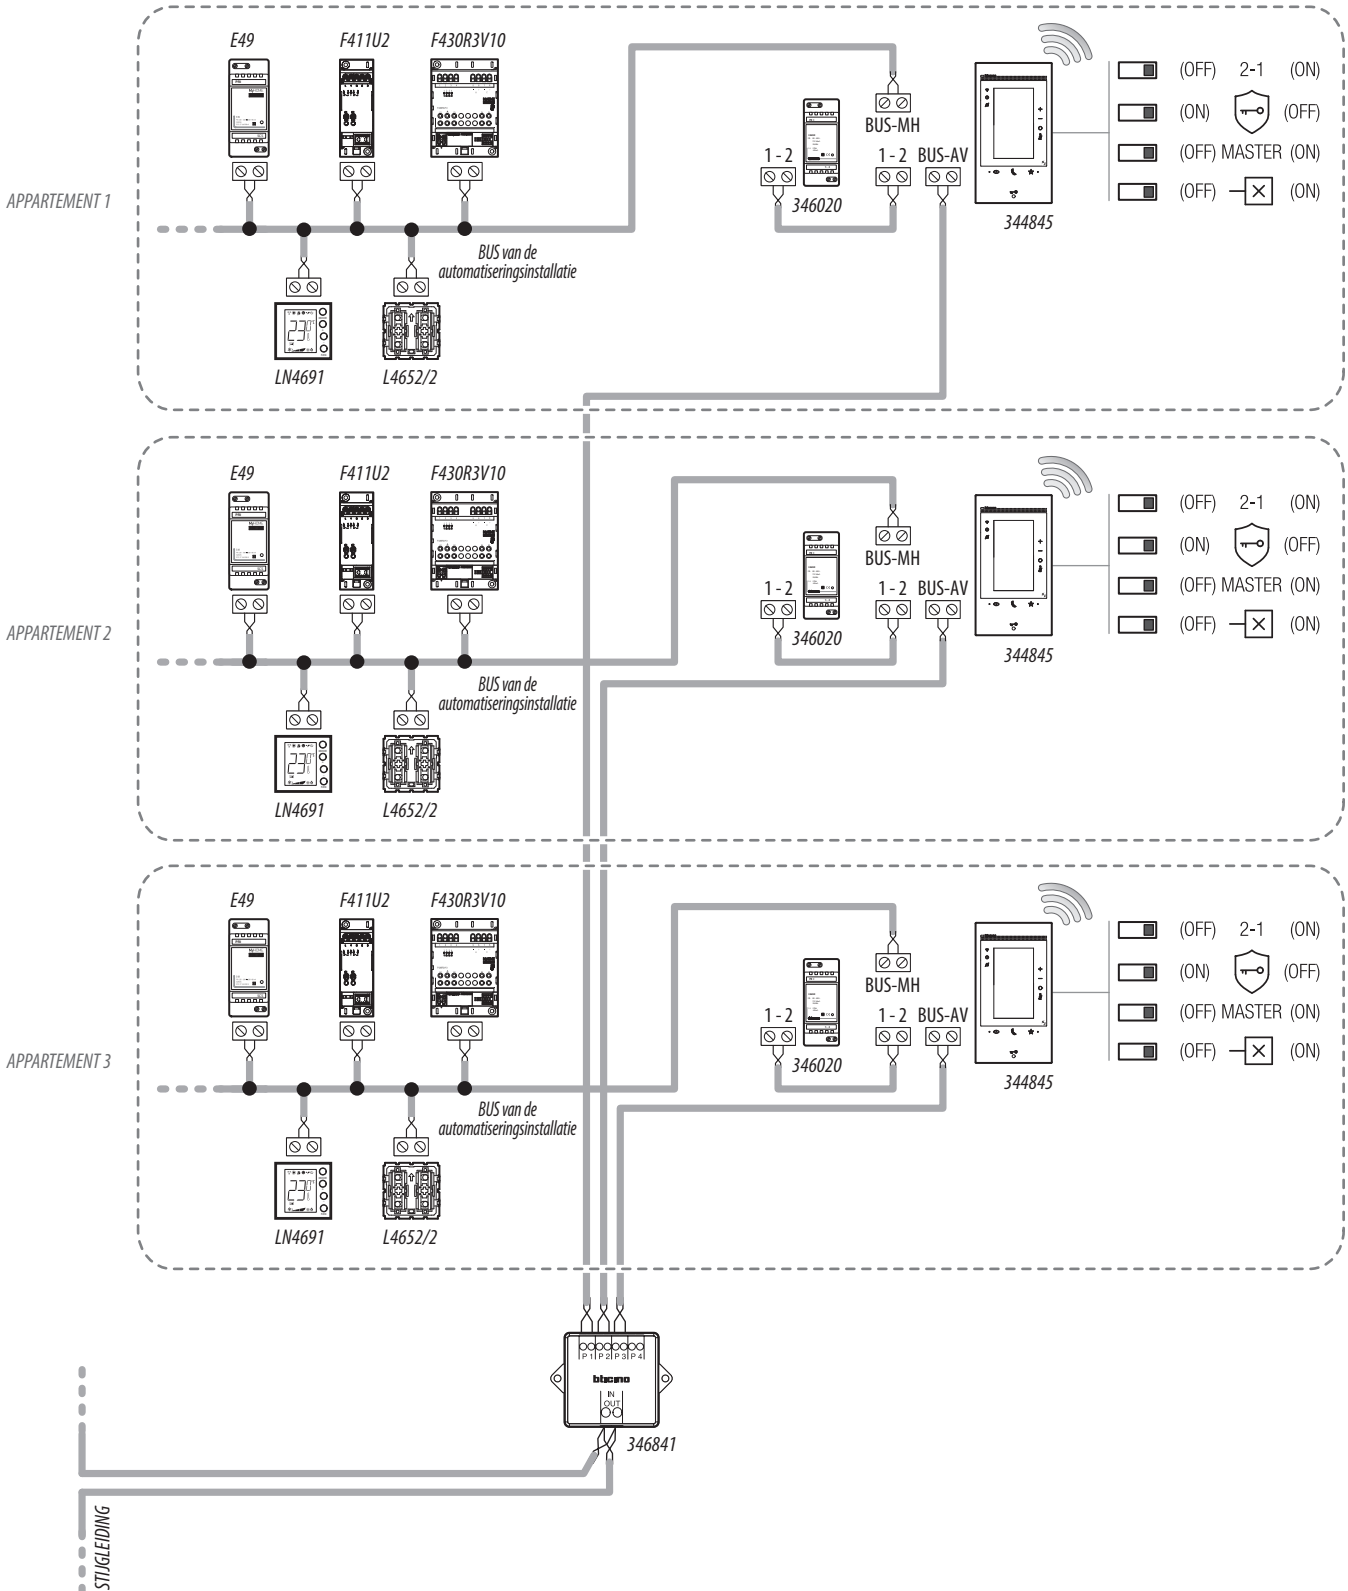 E49 F411U2 F430R3V10
(OFF) 2-1 (ON)
BUS-MH
(ON) (OFF)
1 - 2 1 - 2 BUS-AV
(OFF) MASTER (ON)
346020
(OFF) (ON)
344845
APPARTEMENT 1
BUS van de
automatiseringsinstallatie
LN4691 L4652/2
E49 F411U2 F430R3V10
(OFF) 2-1 (ON)
BUS-MH
(ON) (OFF)
1 - 2 1 - 2 BUS-AV
(OFF) MASTER (ON)
346020
(OFF) (ON)
344845
APPARTEMENT 2
BUS van de
automatiseringsinstallatie
LN4691 L4652/2
E49 F411U2 F430R3V10
(OFF) 2-1 (ON)
BUS-MH
(ON) (OFF)
1 - 2 1 - 2 BUS-AV
(OFF) MASTER (ON)
346020
(OFF) (ON)
344845
APPARTEMENT 3
BUS van de
automatiseringsinstallatie
LN4691 L4652/2
P1 P2 P3 P4
bticino
IN
OUT
346841
STIJGLEIDING